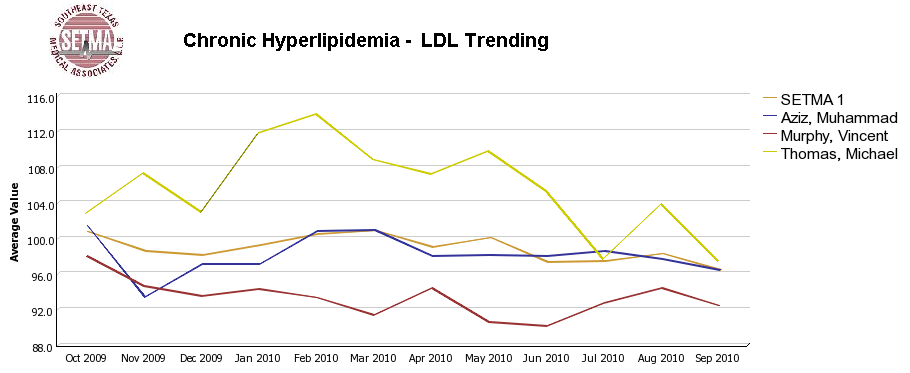 SOUTHEAST TEXAS
SETMA
MEDICAL ASSOCIATES, L.L.P.
Chronic Hyperlipidemia - LDL Trending
116.0
112.0
108.0
104.0
100.0
96.0
92.0
88.0
Average Value
Oct 2009 Nov 2009 Dec 2009 Jan 2010 Feb 2010 Mar 2010 Apr 2010 May 2010 Jun 2010 Jul 2010 Aug 2010 Sep 2010
SETMA 1
Aziz, Muhammad
Murphy, Vincent
Thomas, Michael